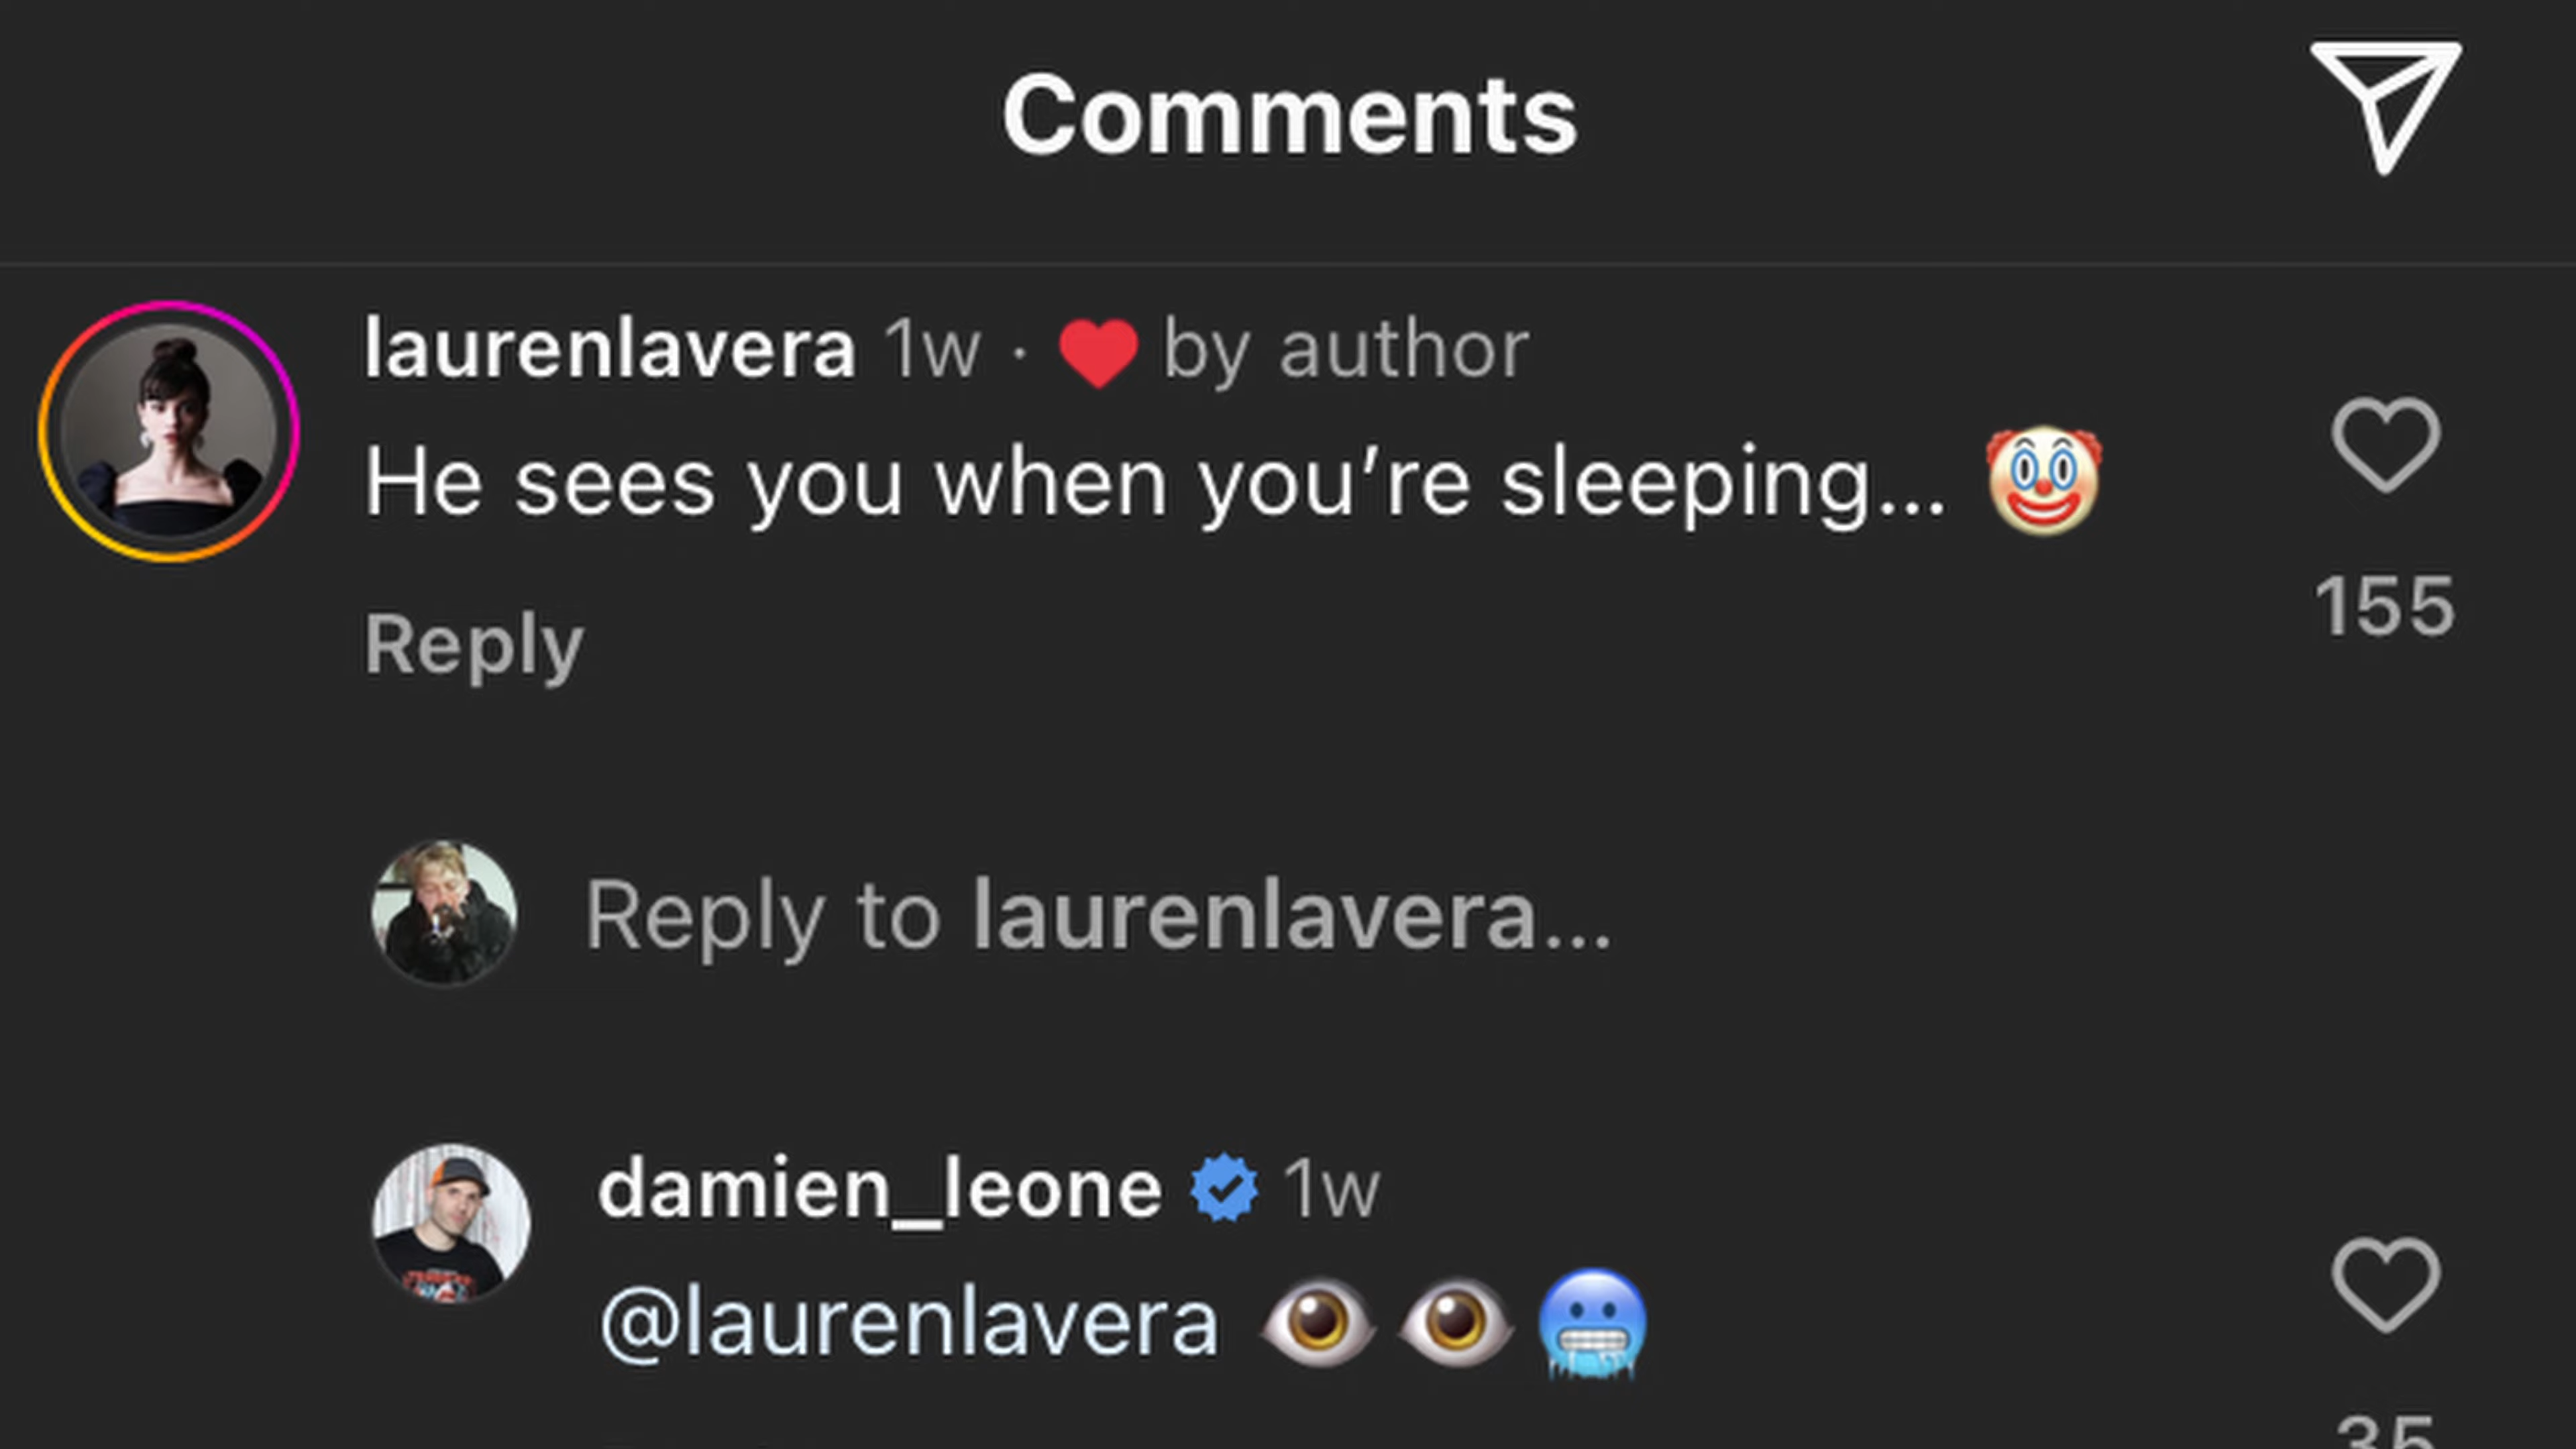 Comments
laurenlavera 1w · ❤️ by author
He sees you when you’re sleeping... 🤡
155
Reply
Reply to laurenlavera...
damien_leone 1w
@laurenlavera 👁️👁️🥶
35